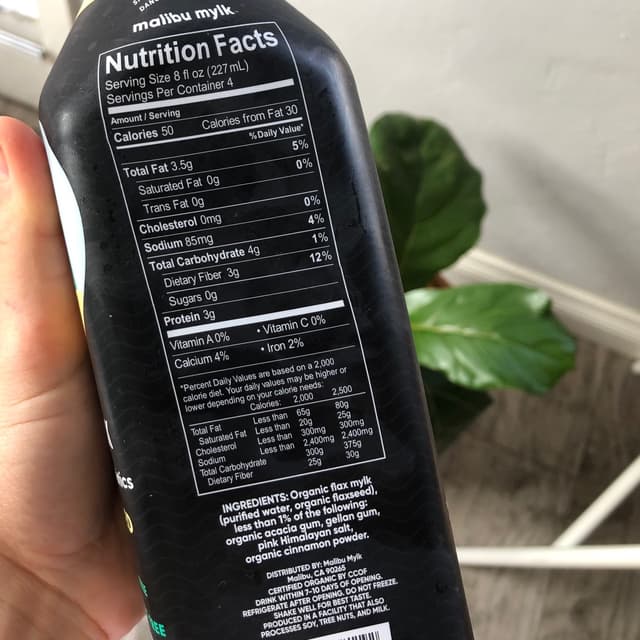 malibu mylk
Nutrition Facts
Serving Size 8 fl oz (227mL)
Servings Per Container 4
Amount / Serving
Calories 50 Calories from Fat 30
%Daily Value*
Total Fat 3.5g 5%
Saturated Fat 0g 0%
Trans Fat 0g
Cholesterol 0mg 0%
Sodium 85mg 4%
Total Carbohydrate 4g 1%
Dietary Fiber 3g 12%
Sugars 0g
Protein 3g
Vitamin A 0% • Vitamin C 0%
Calcium 4% • Iron 2%
*Percent Daily Values are based on a 2,000
calorie diet. Your daily values may be higher or
lower depending on your calorie needs:
Calories: 2,000 2,500
Total Fat Less than 65g 80g
Saturated Fat Less than 20g 25g
Cholesterol Less than 300mg 300mg
Sodium 2,400mg 2,400mg
Total Carbohydrate 300g 375g
Dietary Fiber 25g 30g
INGREDIENTS: Organic flax mylk
(purified water, organic flaxseed),
less than 1% of the following:
organic acacia gum, gellan gum,
pink Himalayan salt,
organic cinnamon powder.
DISTRIBUTED BY: Malibu Mylk
Malibu, CA 90265
CERTIFIED ORGANIC BY CCOF
DRINK WITHIN 7-10 DAYS OF OPENING.
REFRIGERATE AFTER OPENING. DO NOT FREEZE.
SHAKE WELL FOR BEST TASTE.
PRODUCED IN A FACILITY THAT ALSO
PROCESSES SOY, TREE NUTS, AND MILK.